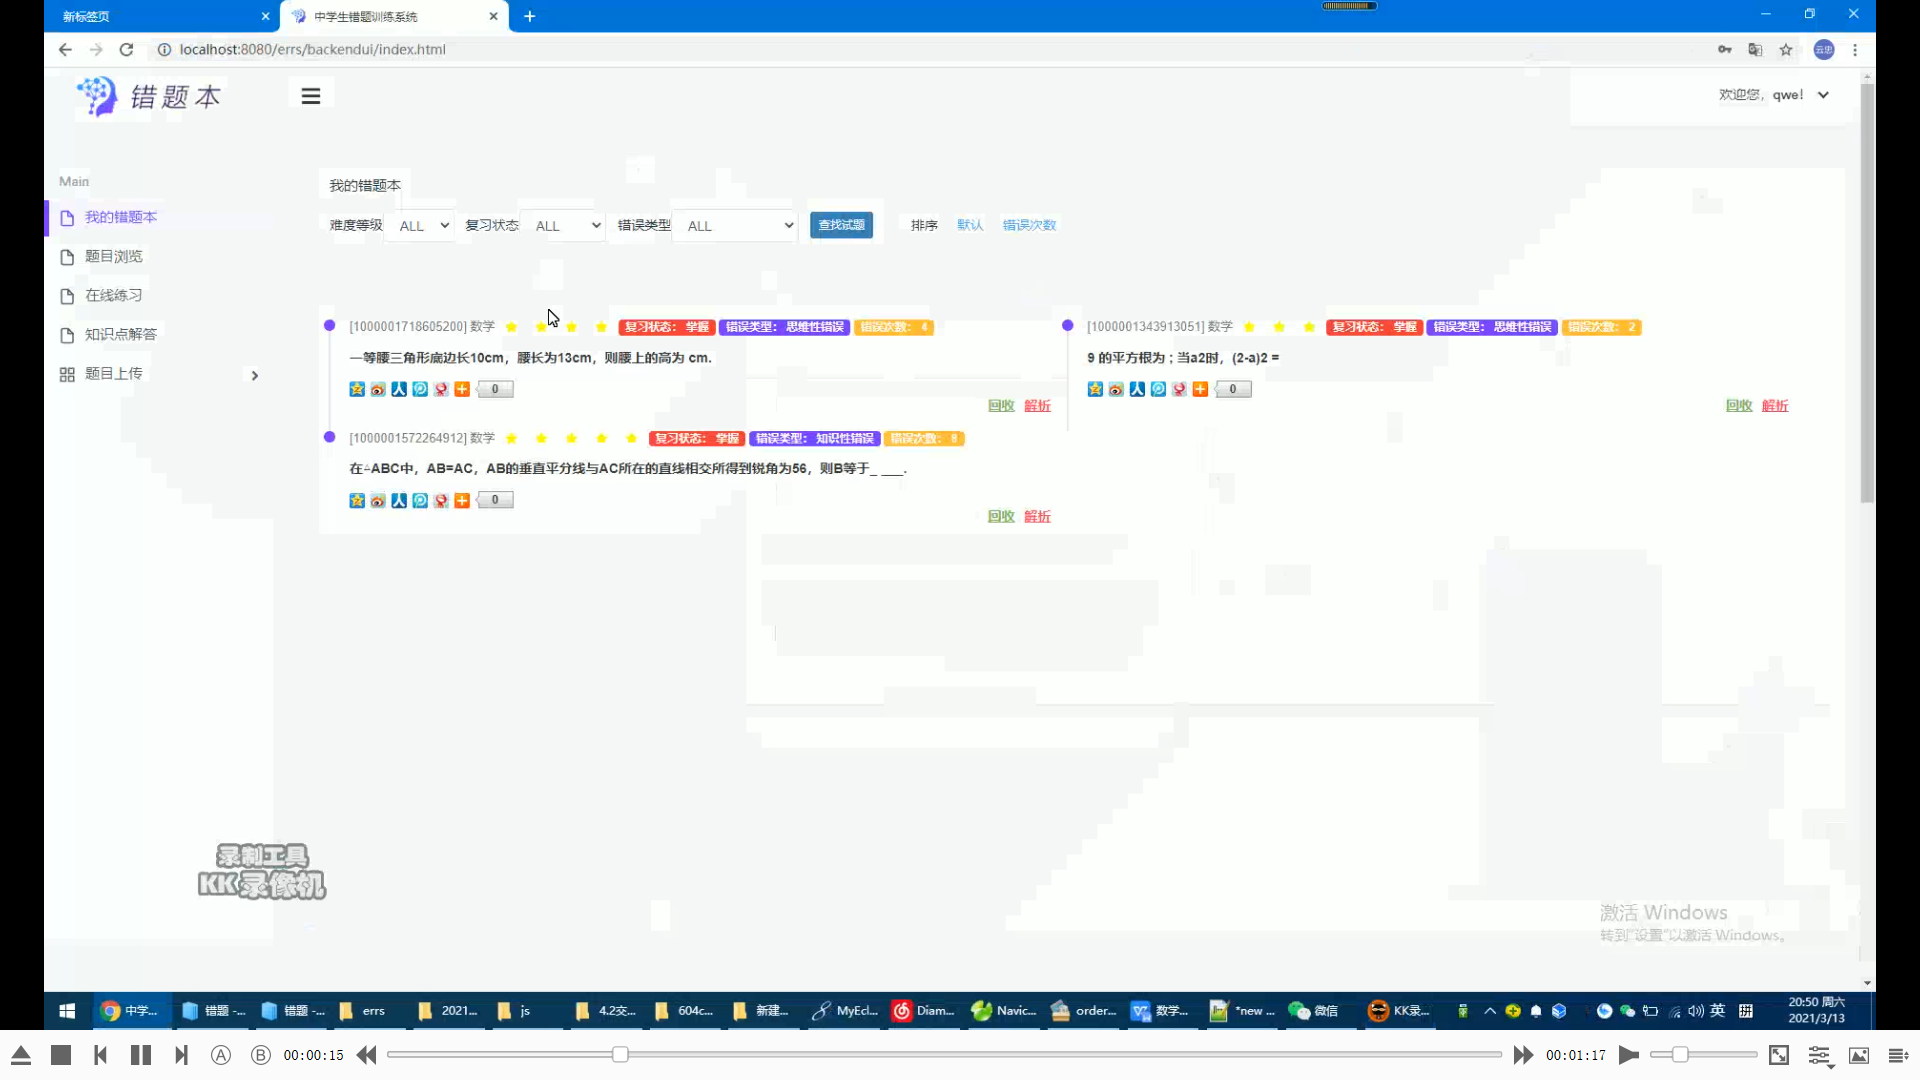 新标签页
中学生错题训练系统
localhost:8080/errs/backendui/index.html
云忠
错题本
欢迎您，qwe!
Main
我的错题本
题目浏览
在线练习
知识点解答
题目上传
我的错题本
难度等级 ALL 复习状态 ALL 错误类型 ALL 查找试题 排序 默认 错误次数
[1000001718605200] 数学 复习状态： 学握 错误类型： 思维性错误 错误次数： 4
一等腰三角形底边长10cm，腰长为13cm，则腰上的高为 cm.
0
回收 解析
[1000001343913051] 数学 复习状态： 学握 错误类型： 思维性错误 错误次数： 2
9 的平方根为 ; 当a2时，(2-a)2 =
0
回收 解析
[1000001572264912] 数学 复习状态： 学握 错误类型： 知识性错误 错误次数： 8
在△ABC中，AB=AC，AB的垂直平分线与AC所在的直线相交所得到锐角为56，则B等于_ ___.
0
回收 解析
录制工具
KK录像机
激活 Windows
转到"设置"以激活 Windows。
中学... 错题 -... 错题 -... errs 2021... js 4.2交... 604c... 新建... MyEcl... Diam... Navic... order... 数学... *new ... 微信 KK录... 英
20:50 周六
2021/3/13
A B 00:00:15 00:01:17